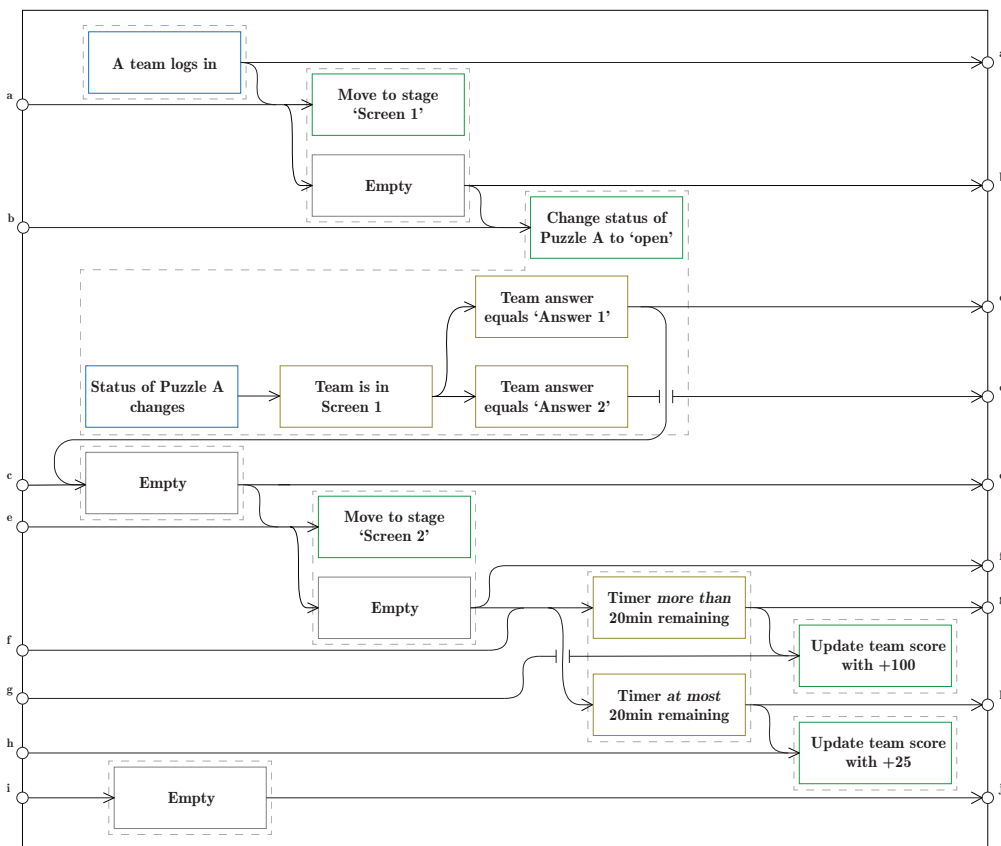 A team logs in
a
a
Move to stage
‘Screen 1’
Empty
b
Change status of
Puzzle A to ‘open’
Team answer
equals ‘Answer 1’
Status of Puzzle A
changes
Team is in
Screen 1
Team answer
equals ‘Answer 2’
c
Empty
e
Move to stage
‘Screen 2’
Empty
f
Timer more than
20min remaining
g
Update team score
with +100
Timer at most
20min remaining
h
Update team score
with +25
i
Empty